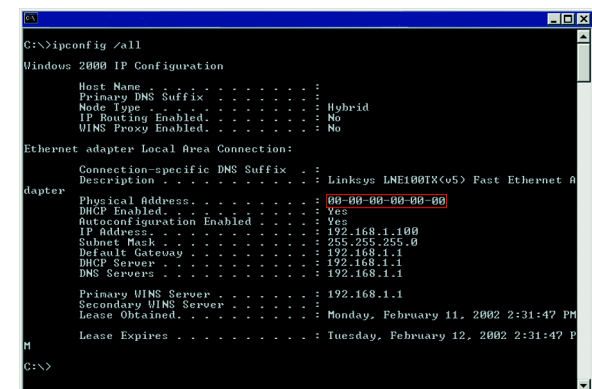 C:\>ipconfig /all
Windows 2000 IP Configuration
Host Name . . . . . . . . . . . . :
Primary DNS Suffix . . . . . . . :
Node Type . . . . . . . . . . . . : Hybrid
IP Routing Enabled. . . . . . . . : No
WINS Proxy Enabled. . . . . . . . : No
Ethernet adapter Local Area Connection:
Connection-specific DNS Suffix . :
Description . . . . . . . . . . . : Linksys LNE100TX(v5) Fast Ethernet A
dapter
Physical Address. . . . . . . . . : 00-00-00-00-00-00
DHCP Enabled. . . . . . . . . . . : Yes
Autoconfiguration Enabled . . . . : Yes
IP Address. . . . . . . . . . . . : 192.168.1.100
Subnet Mask . . . . . . . . . . . : 255.255.255.0
Default Gateway . . . . . . . . . : 192.168.1.1
DHCP Server . . . . . . . . . . . : 192.168.1.1
DNS Servers . . . . . . . . . . . : 192.168.1.1
Primary WINS Server . . . . . . . : 192.168.1.1
Secondary WINS Server . . . . . . :
Lease Obtained. . . . . . . . . . : Monday, February 11, 2002 2:31:47 PM
Lease Expires . . . . . . . . . . : Tuesday, February 12, 2002 2:31:47 P
M
C:\>